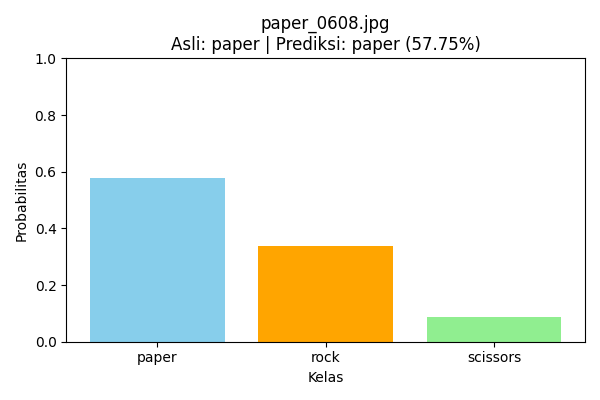 paper_0608.jpg
Asli: paper | Prediksi: paper (57.75%)
Probabilitas
1.0
0.8
0.6
0.4
0.2
0.0
paper rock scissors
Kelas